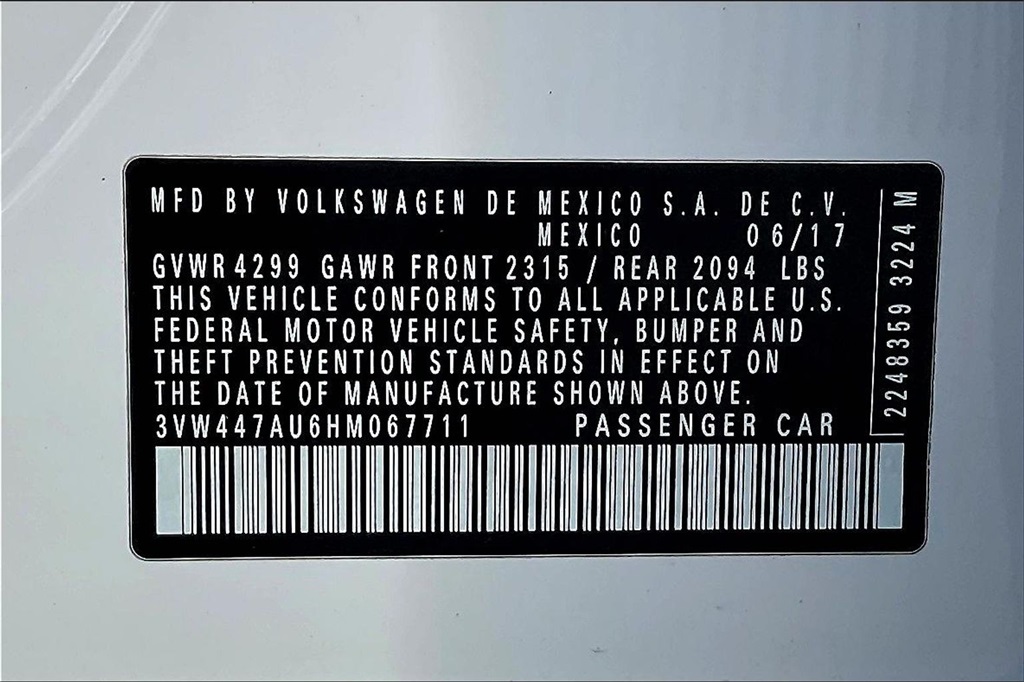 MFD BY VOLKSWAGEN DE MEXICO S.A. DE C.V.
MEXICO 06/17
GVWR 4299 GAWR FRONT 2315 / REAR 2094 LBS
THIS VEHICLE CONFORMS TO ALL APPLICABLE U.S.
FEDERAL MOTOR VEHICLE SAFETY, BUMPER AND
THEFT PREVENTION STANDARDS IN EFFECT ON
THE DATE OF MANUFACTURE SHOWN ABOVE.
3VW447AU6HM067711 PASSENGER CAR
2248359 3224 M